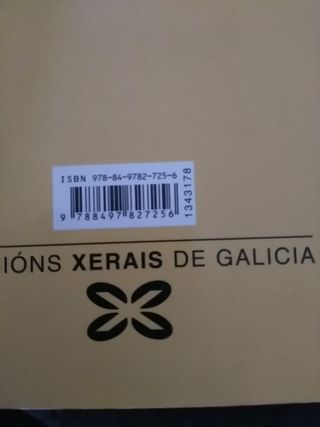 ISBN 978-84-9782-725-6
9 788497 827256
1343178
IÓNS XERAIS DE GALICIA